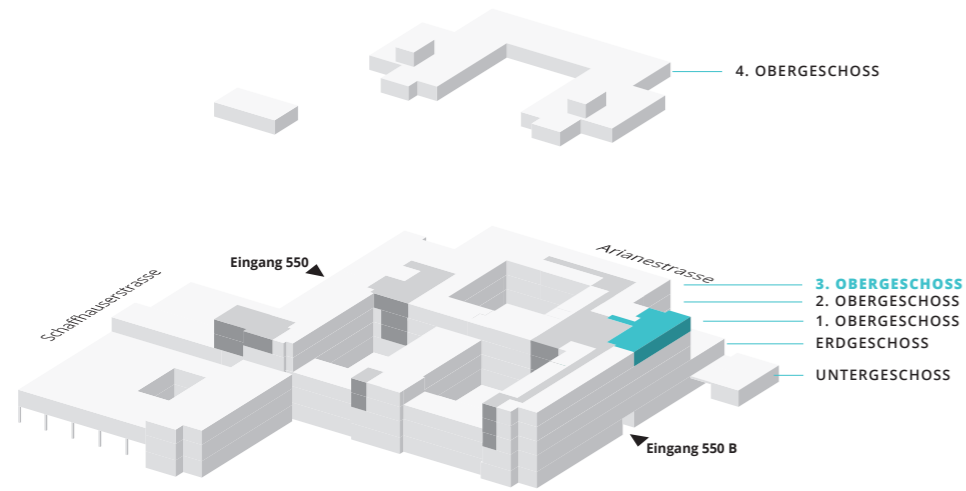 4. OBERGESCHOSS
Arianestrasse
Eingang 550
Schaffhauserstrasse
3. OBERGESCHOSS
2. OBERGESCHOSS
1. OBERGESCHOSS
ERDGESCHOSS
UNTERGESCHOSS
Eingang 550 B